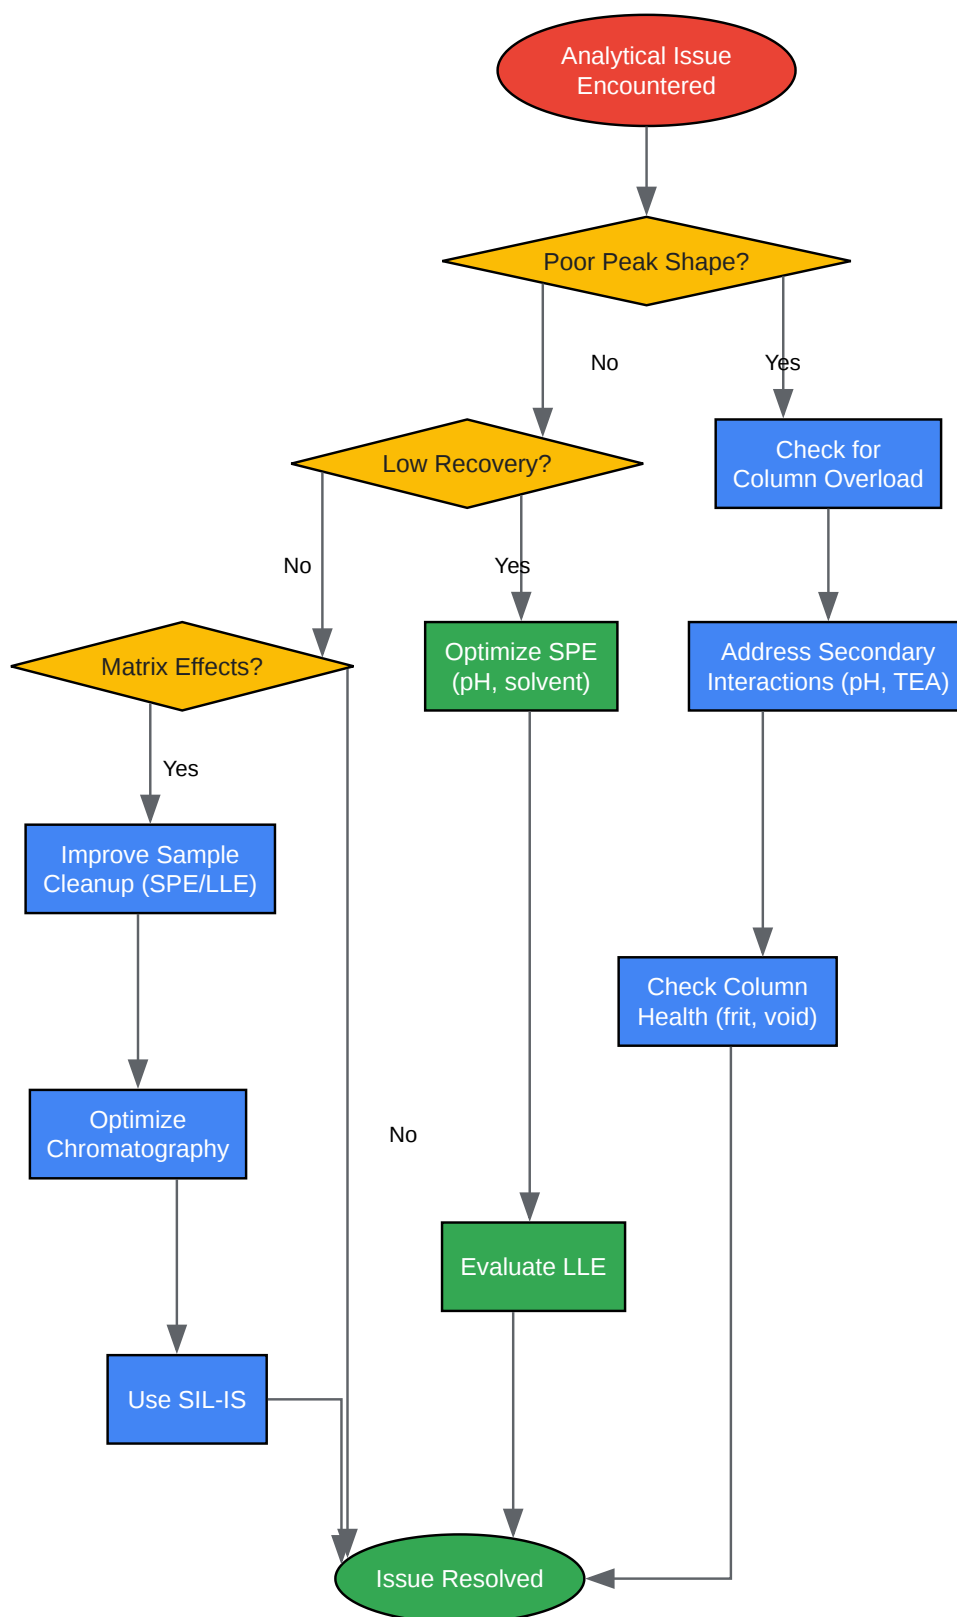 Analytical Issue
Encountered
Poor Peak Shape?
No
Yes
Low Recovery?
Check for
Column Overload
No
Yes
Matrix Effects?
Optimize SPE
(pH, solvent)
Address Secondary
Interactions (pH, TEA)
Yes
Improve Sample
Cleanup (SPE/LLE)
Check Column
Health (frit, void)
Optimize
Chromatography
No
Evaluate LLE
Use SIL-IS
Issue Resolved